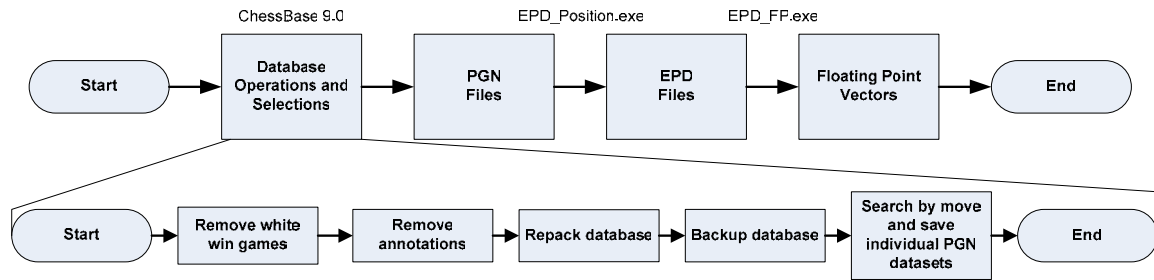 ChessBase 9.0
EPD_Position.exe
EPD_FP.exe
Start
Database
Operations and
Selections
PGN
Files
EPD
Files
Floating Point
Vectors
End
Start
Remove white
win games
Remove
annotations
Repack database
Backup database
Search by move
and save
individual PGN
datasets
End